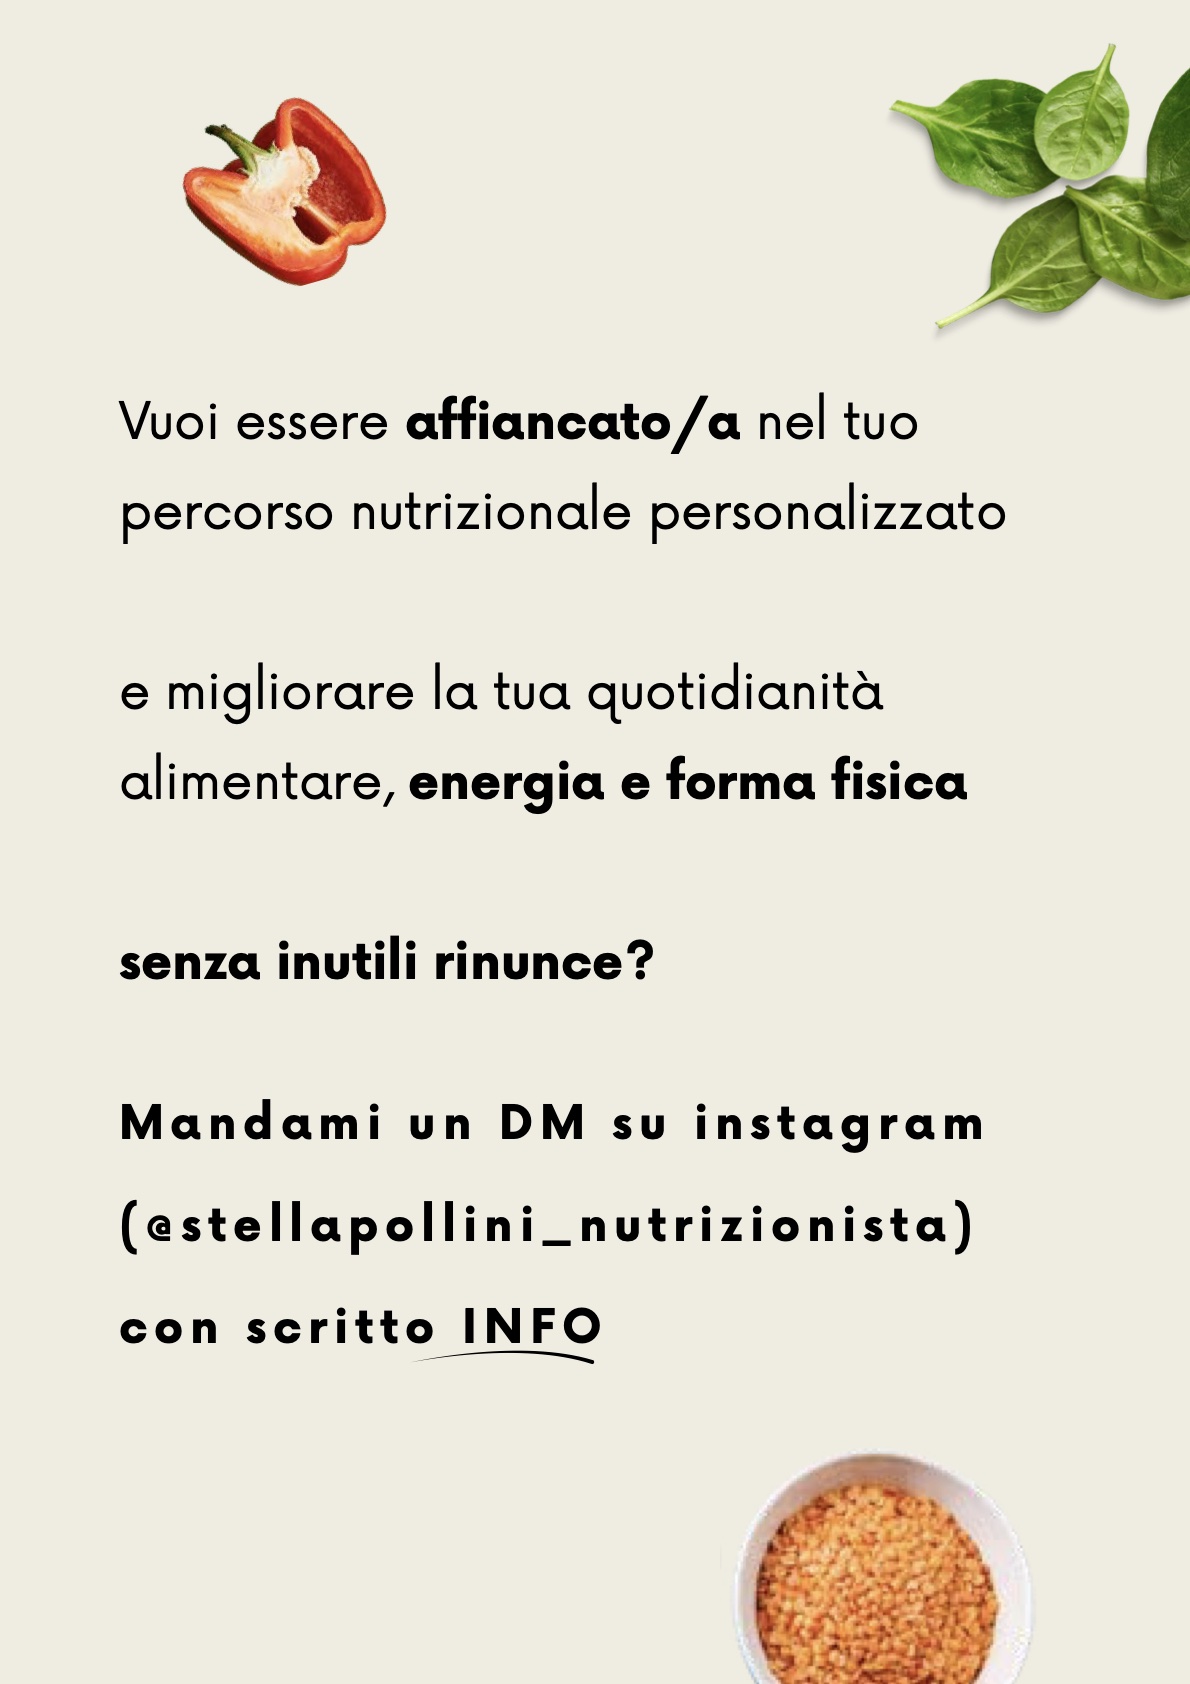 Vuoi essere affiancato/a nel tuo
percorso nutrizionale personalizzato
e migliorare la tua quotidianità
alimentare, energia e forma fisica
senza inutili rinunce?
Mandami un DM su instagram
(@stellapollini_nutrizionista)
con scritto INFO